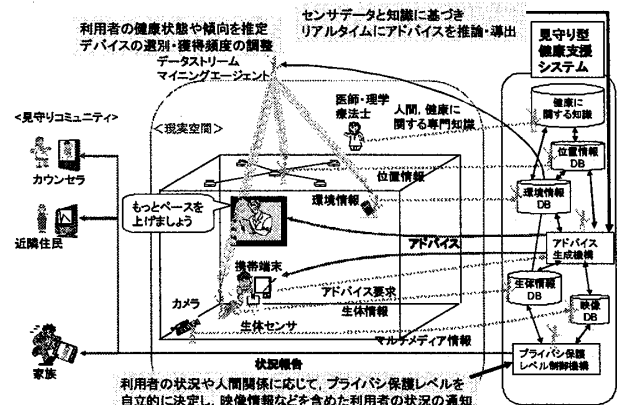 利用者の健康状態や傾向を推定
デバイスの選別・獲得頻度の調整
センサデータと知識に基づき
リアルタイムにアドバイスを推論・導出
見守り型
健康支援
システム
データストリーム
マイニングエージェント
<見守りコミュニティ>
<現実空間>
医師・理学
療法士
人間,健康に
関する専門知識
健康に
関する知識
位置情報
DB
カウンセラ
位置情報
環境情報
環境情報
DB
もっとペースを
上げましょう
近隣住民
アドバイス
アドバイス
生成機構
携帯端末
アドバイス要求
生体情報
生体情報
DB
カメラ
生体センサ
映像
DB
マルチメディア情報
家族
状況報告
プライバシ保護
レベル制御機構
利用者の状況や人間関係に応じて,プライバシ保護レベルを
自立的に決定し,映像情報などを含めた利用者の状況の通知